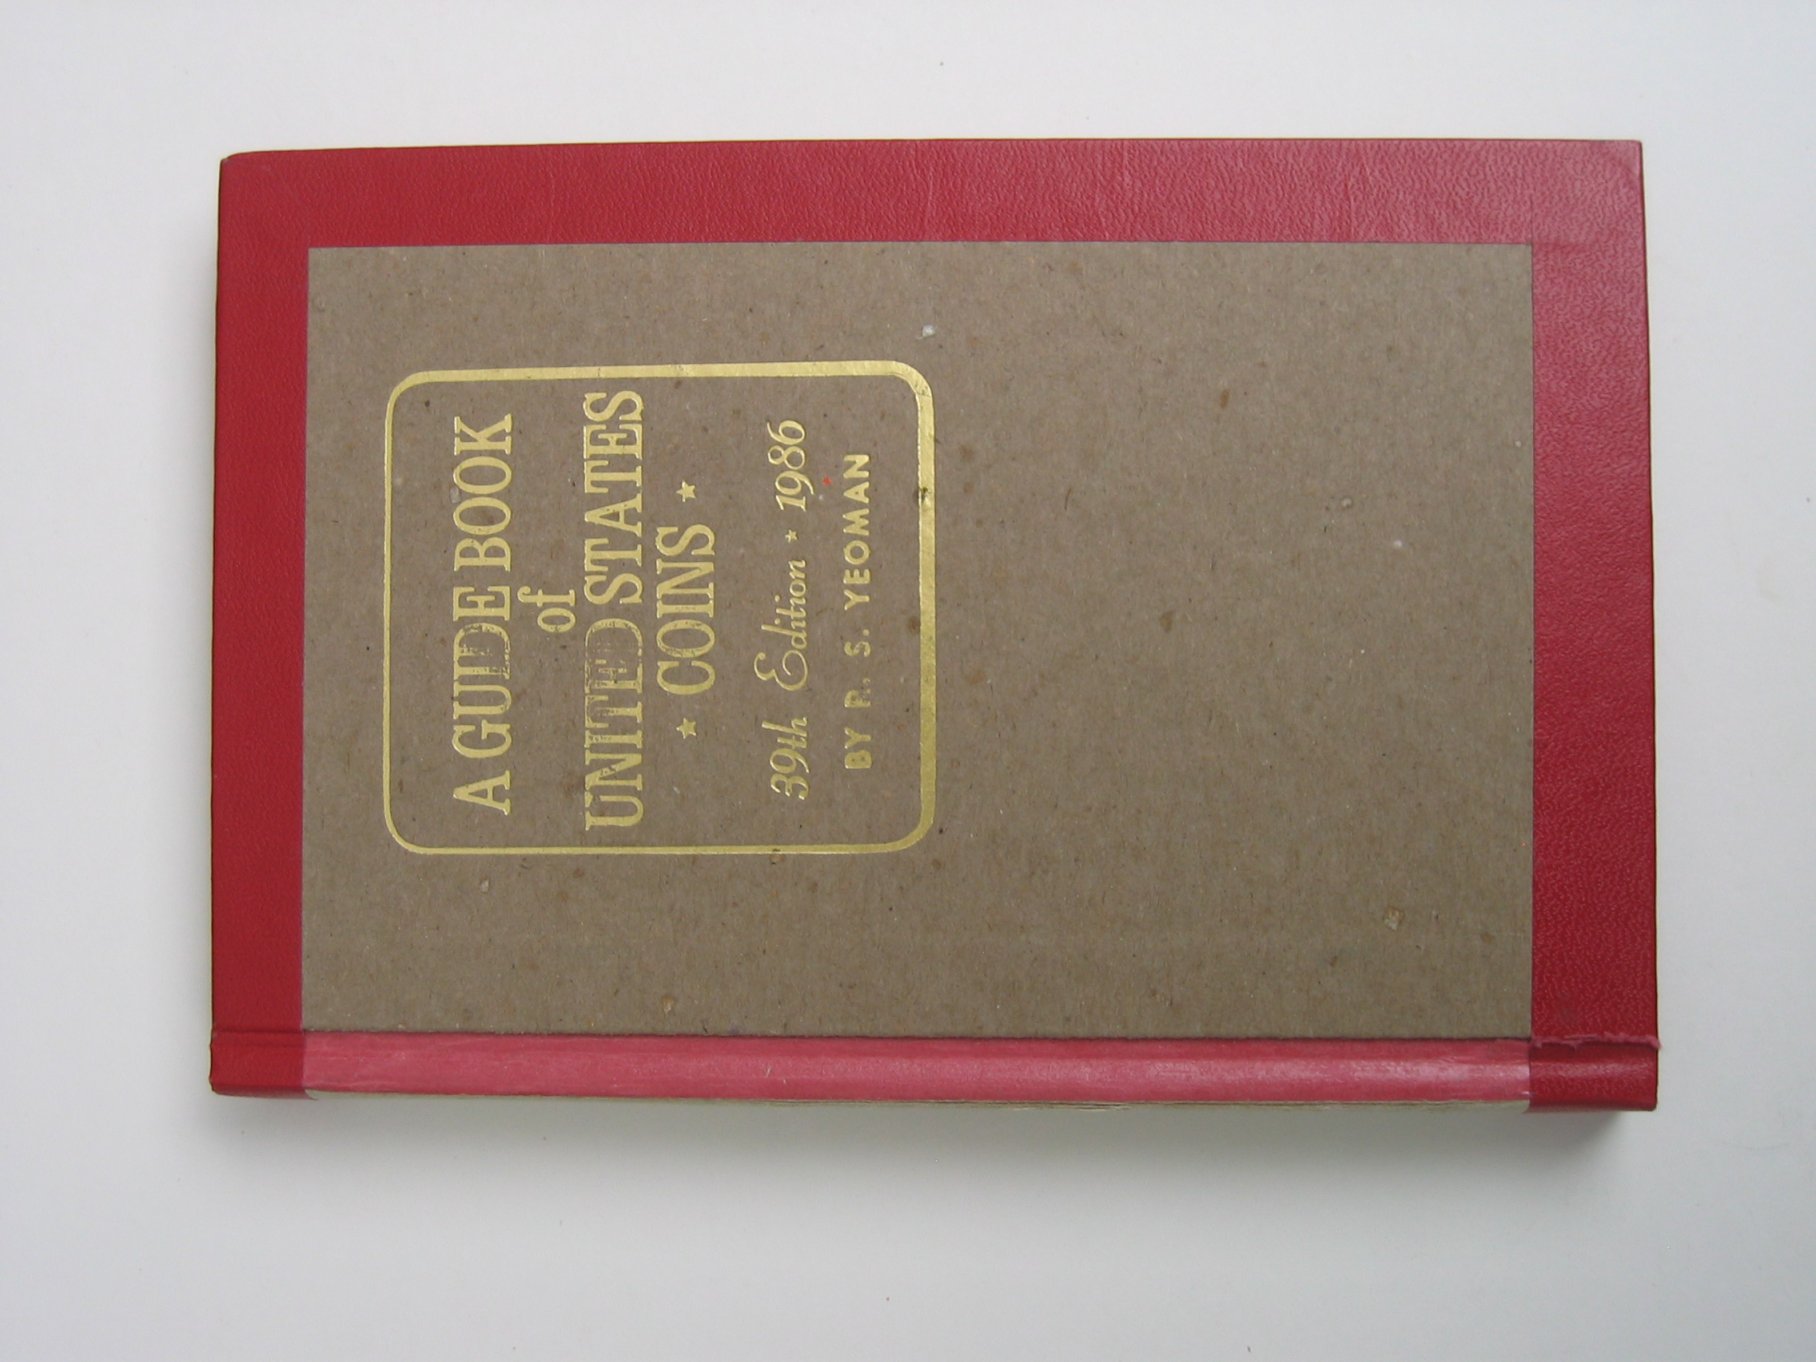 A GUIDE BOOK
of
UNITED STATES
★ COINS ★
39th Edition ★ 1986
BY R. S. YEOMAN